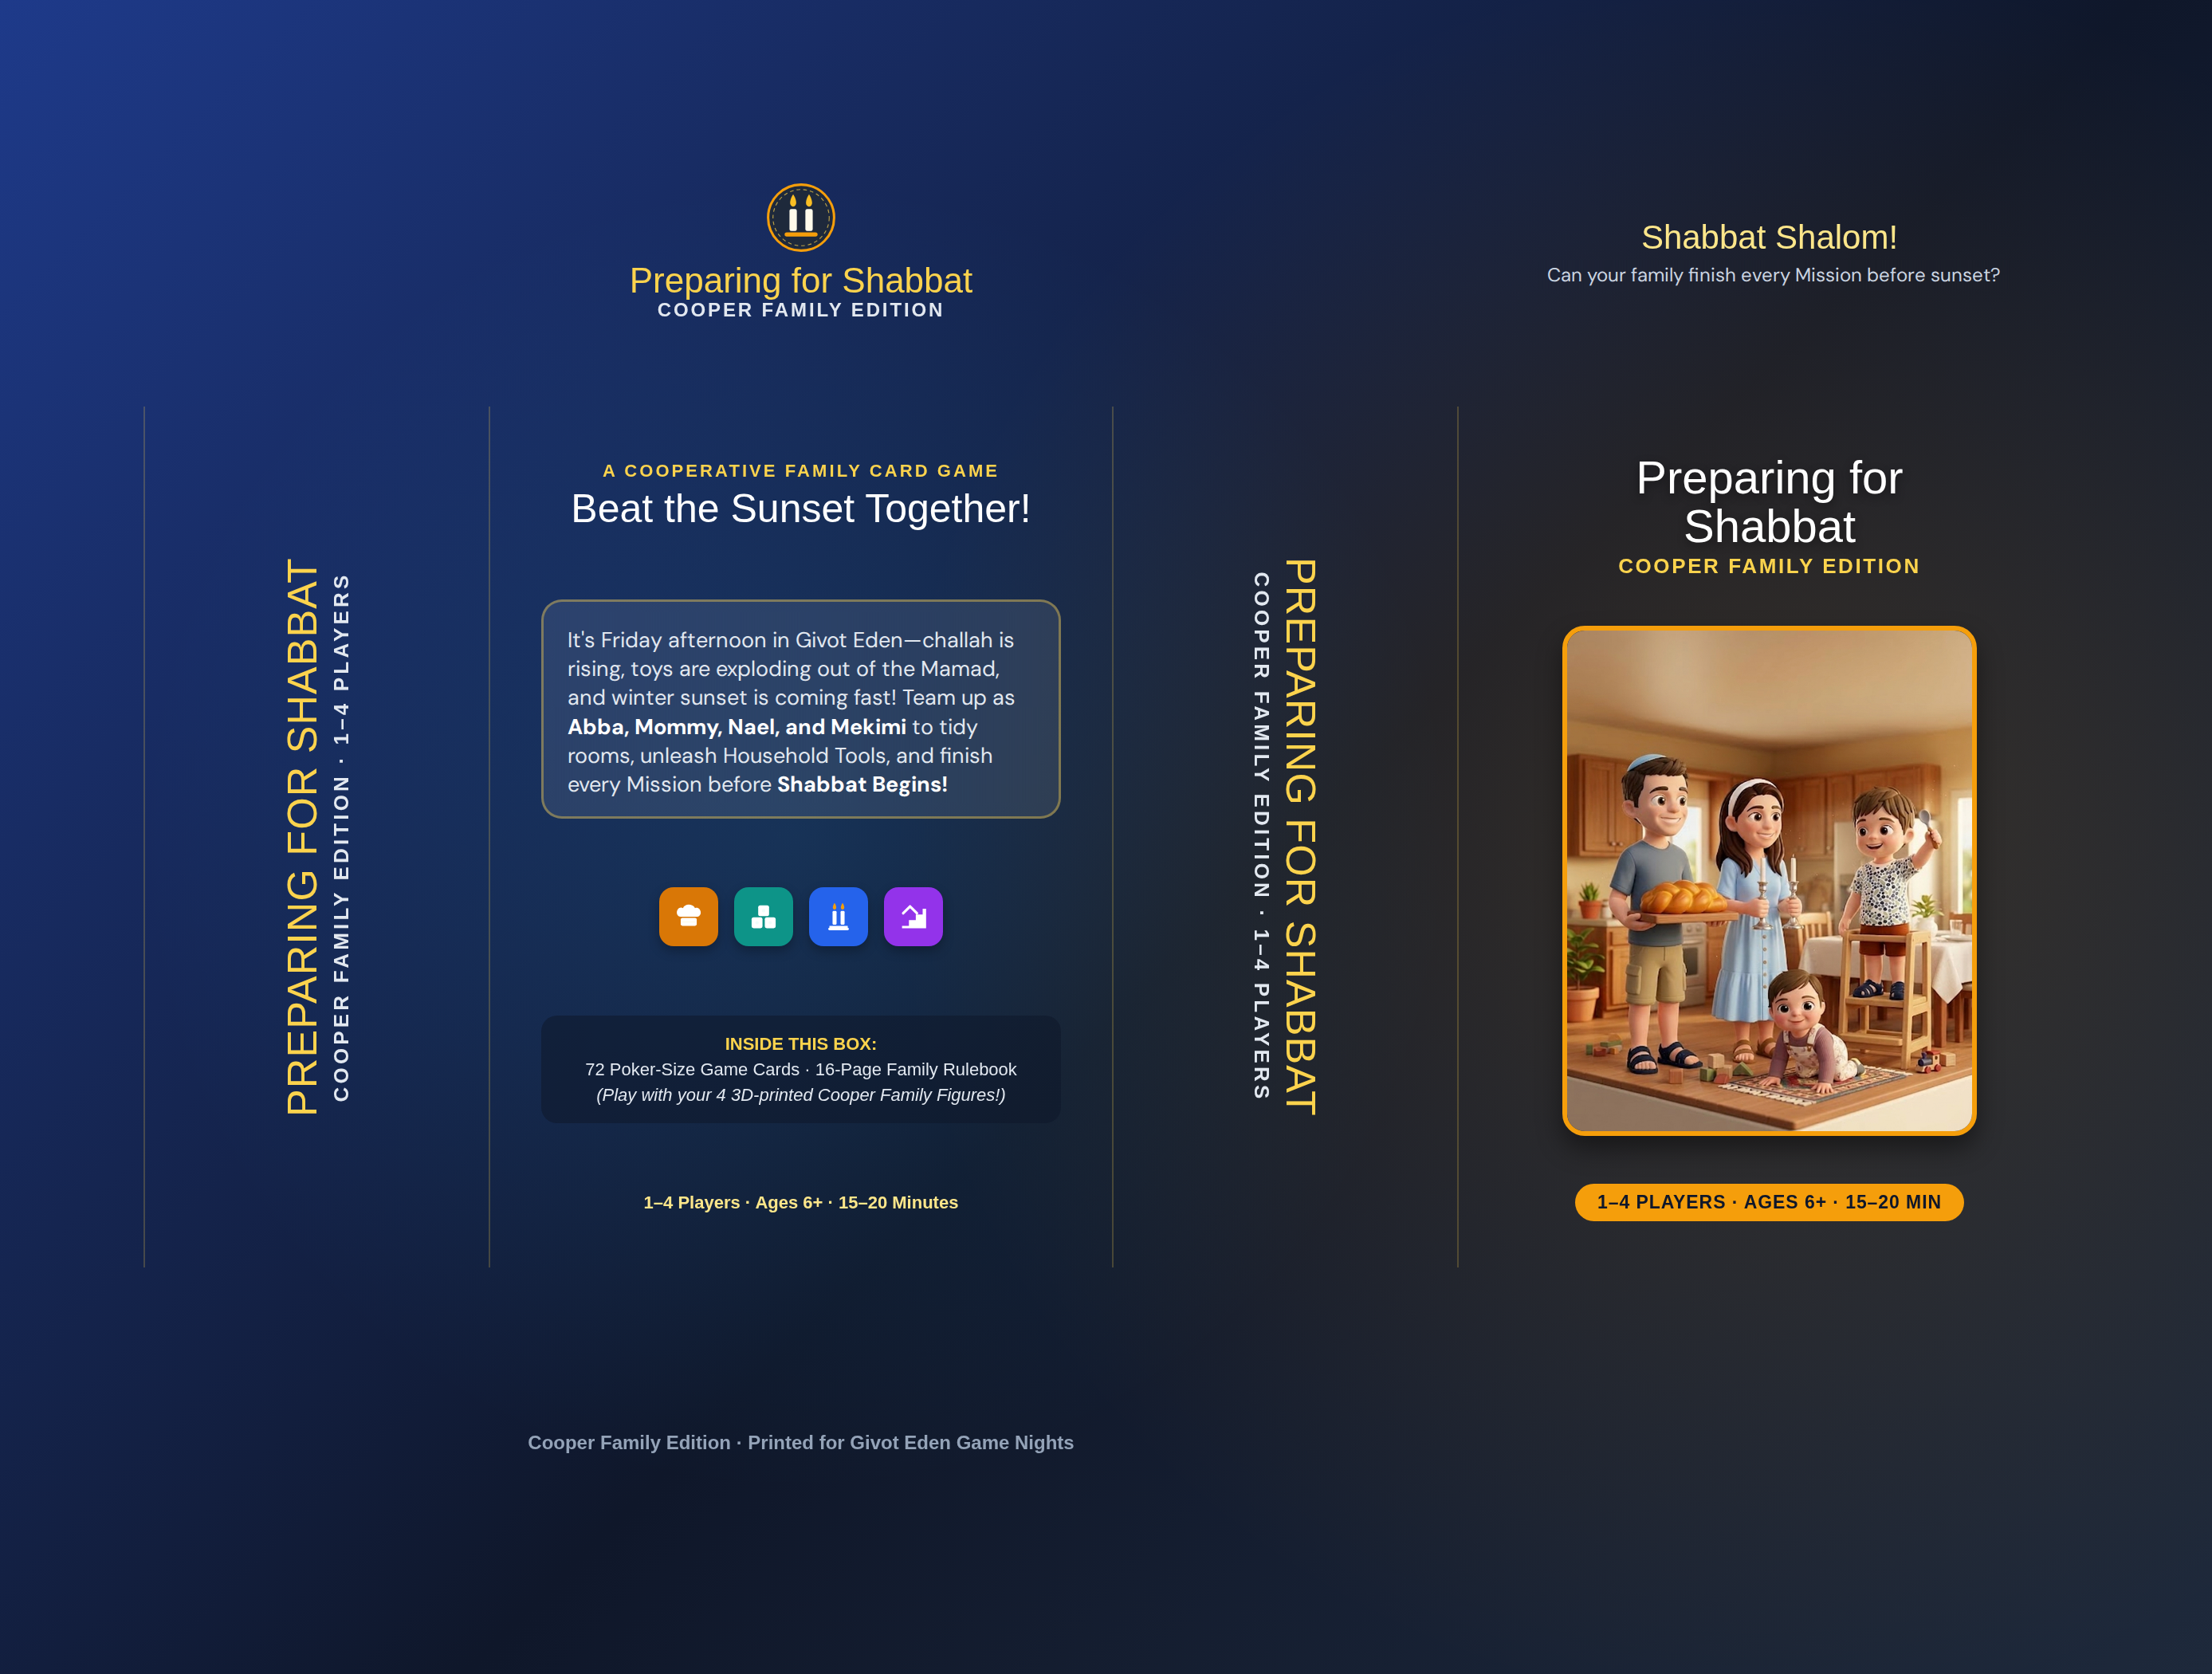 Preparing for Shabbat
COOPER FAMILY EDITION
Shabbat Shalom!
Can your family finish every Mission before sunset?
PREPARING FOR SHABBAT
COOPER FAMILY EDITION · 1–4 PLAYERS
A COOPERATIVE FAMILY CARD GAME
Beat the Sunset Together!
It's Friday afternoon in Givot Eden—challah is
rising, toys are exploding out of the Mamad,
and winter sunset is coming fast! Team up as
Abba, Mommy, Nael, and Mekimi to tidy
rooms, unleash Household Tools, and finish
every Mission before Shabbat Begins!
INSIDE THIS BOX:
72 Poker-Size Game Cards · 16-Page Family Rulebook
(Play with your 4 3D-printed Cooper Family Figures!)
1–4 Players · Ages 6+ · 15–20 Minutes
PREPARING FOR SHABBAT
COOPER FAMILY EDITION · 1–4 PLAYERS
Preparing for
Shabbat
COOPER FAMILY EDITION
1–4 PLAYERS · AGES 6+ · 15–20 MIN
Cooper Family Edition · Printed for Givot Eden Game Nights